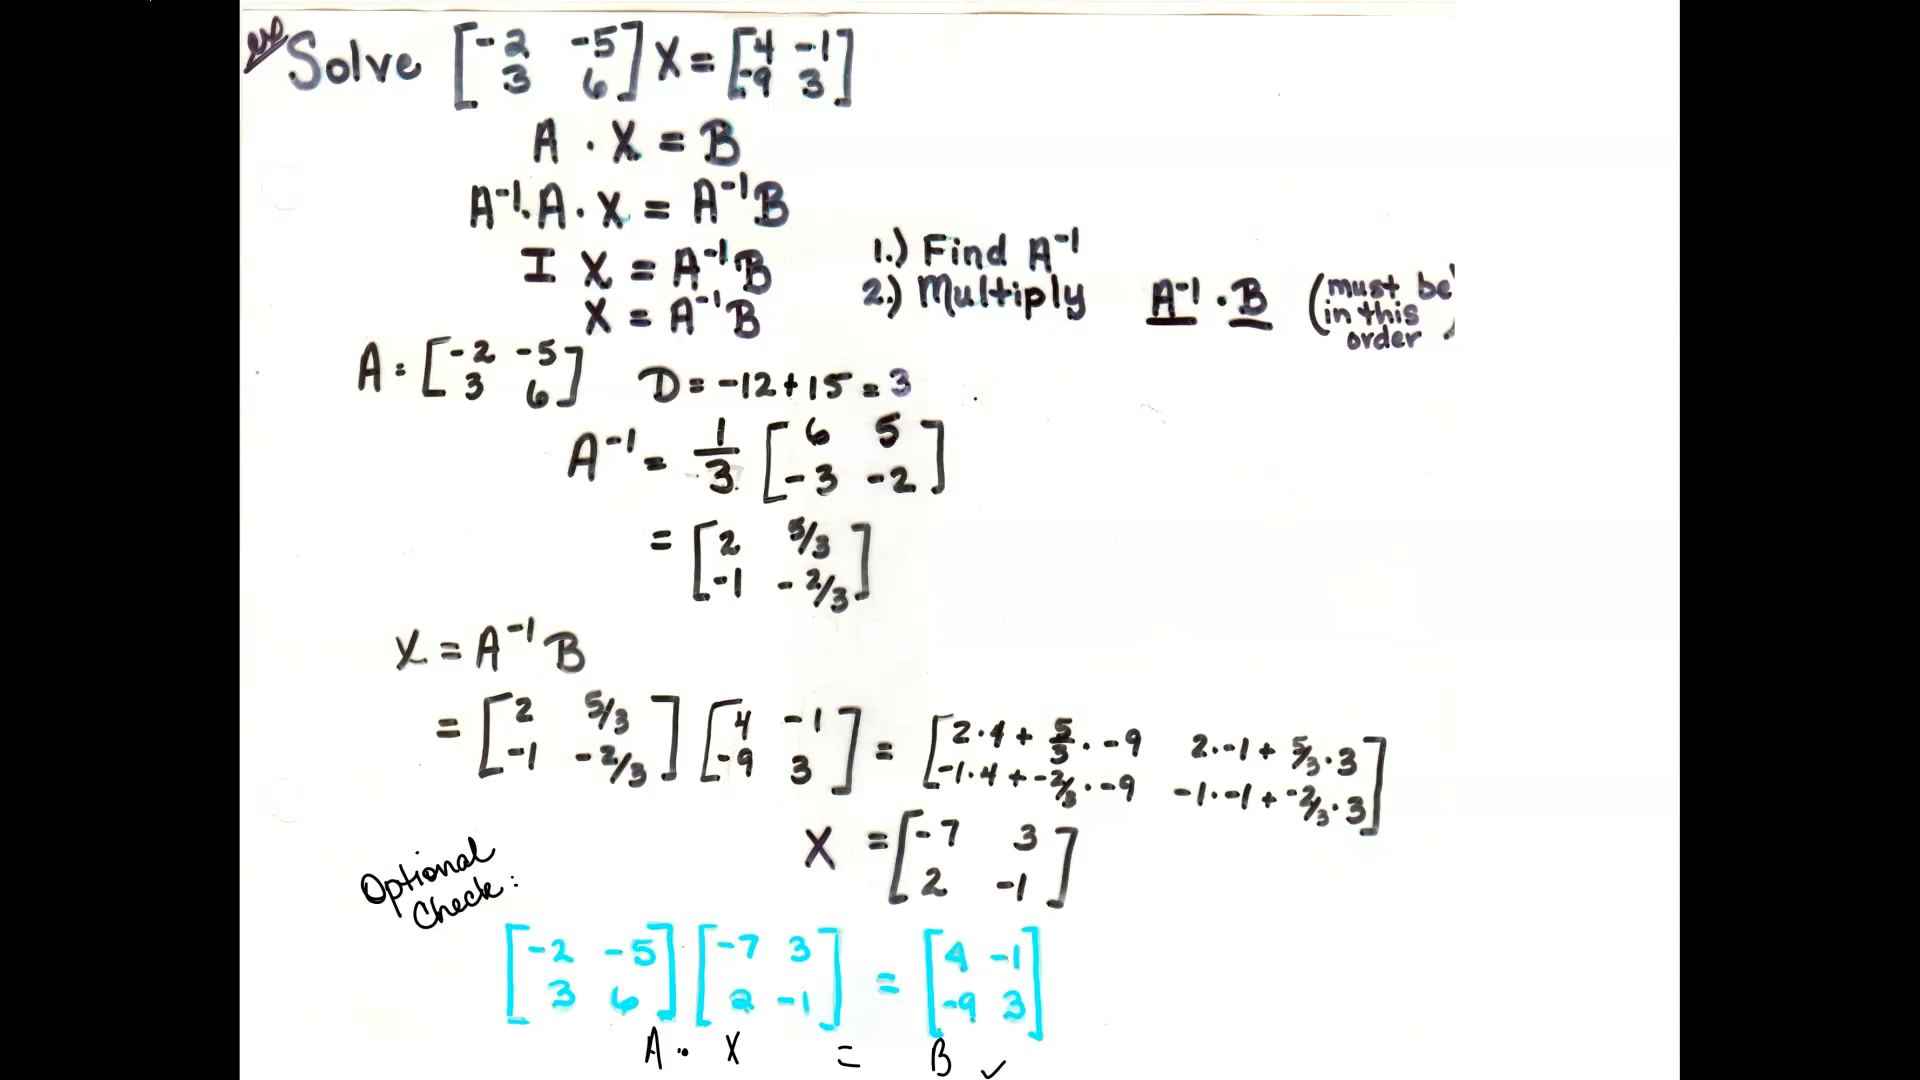 ex Solve [-2 -5] X = [4 -1]
[3 6] [-9 3]
A · X = B
A⁻¹·A·X = A⁻¹B
I X = A⁻¹B
X = A⁻¹B
1.) Find A⁻¹
2.) Multiply A⁻¹ · B (must be
in this
order
A = [-2 -5] D = -12 + 15 = 3
[3 6]
A⁻¹ = 1/3 [6 5]
[-3 -2]
= [2 5/3]
[-1 -2/3]
X = A⁻¹B
= [2 5/3] [4 -1] = [2·4 + 5/3·-9 2·-1 + 5/3·3]
[-1 -2/3] [-9 3] [-1·4 + -2/3·-9 -1·-1 + -2/3·3]
X = [-7 3]
[2 -1]
Optional
Check:
[-2 -5] [-7 3] = [4 -1]
[3 6] [2 -1] [-9 3]
A · X = B ✓